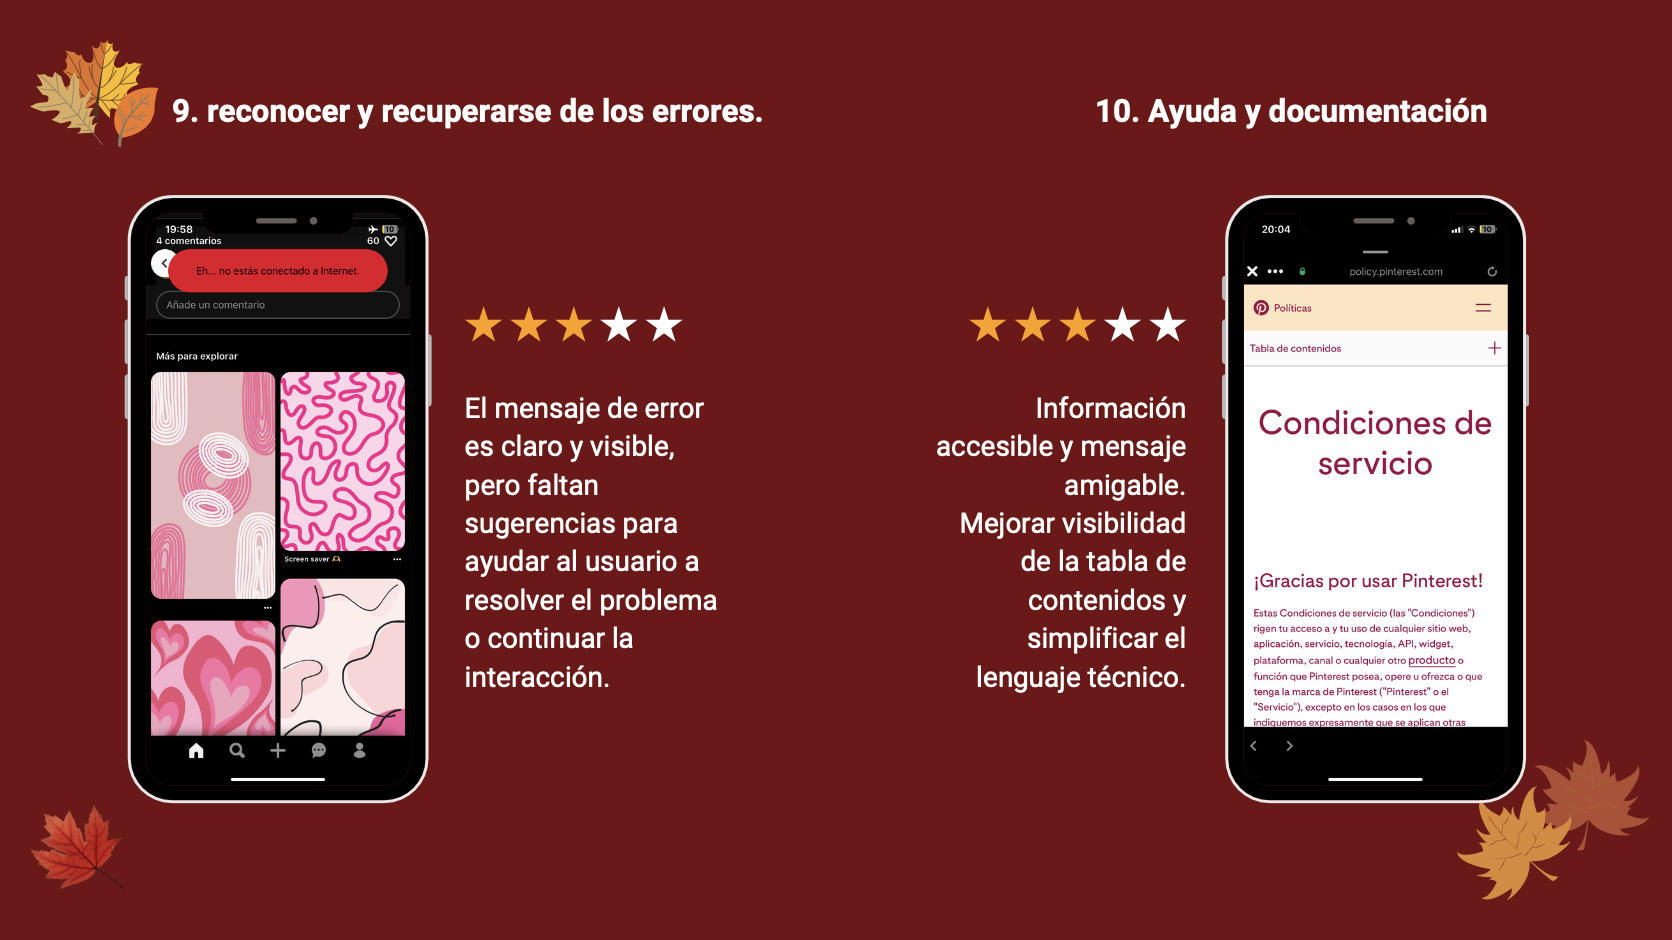 9. reconocer y recuperarse de los errores.
10. Ayuda y documentación
19:58
10
4 comentarios
60
Eh... no estás conectado a Internet.
Añade un comentario
Más para explorar
Screen saver 🫶
El mensaje de error
es claro y visible,
pero faltan
sugerencias para
ayudar al usuario a
resolver el problema
o continuar la
interacción.
Información
accesible y mensaje
amigable.
Mejorar visibilidad
de la tabla de
contenidos y
simplificar el
lenguaje técnico.
20:04
10
policy.pinterest.com
Políticas
Tabla de contenidos
Condiciones de
servicio
¡Gracias por usar Pinterest!
Estas Condiciones de servicio (las "Condiciones")
rigen tu acceso a y tu uso de cualquier sitio web,
aplicación, servicio, tecnología, API, widget,
plataforma, canal o cualquier otro producto o
función que Pinterest posea, opere u ofrezca o que
tenga la marca de Pinterest ("Pinterest" o el
"Servicio"), excepto en los casos en los que
indiquemos expresamente que se aplican otras